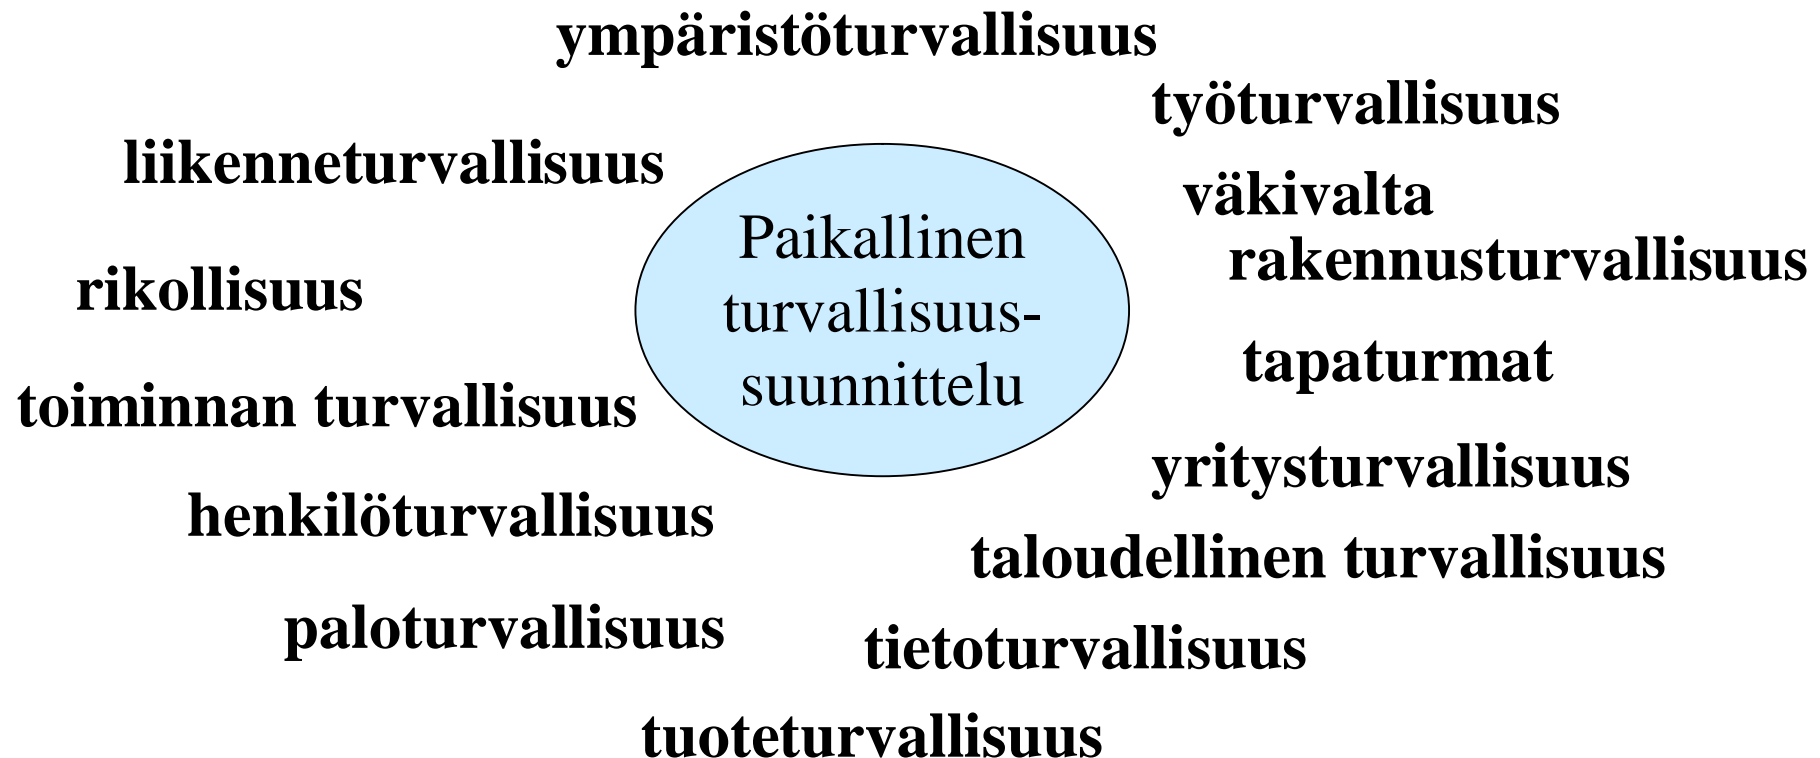 ympäristöturvallisuus
työturvallisuus
liikenneturvallisuus
väkivalta
Paikallinen
turvallisuus-
suunnittelu
rakennusturvallisuus
rikollisuus
tapaturmat
toiminnan turvallisuus
yritysturvallisuus
henkilöturvallisuus
taloudellinen turvallisuus
paloturvallisuus
tietoturvallisuus
tuoteturvallisuus